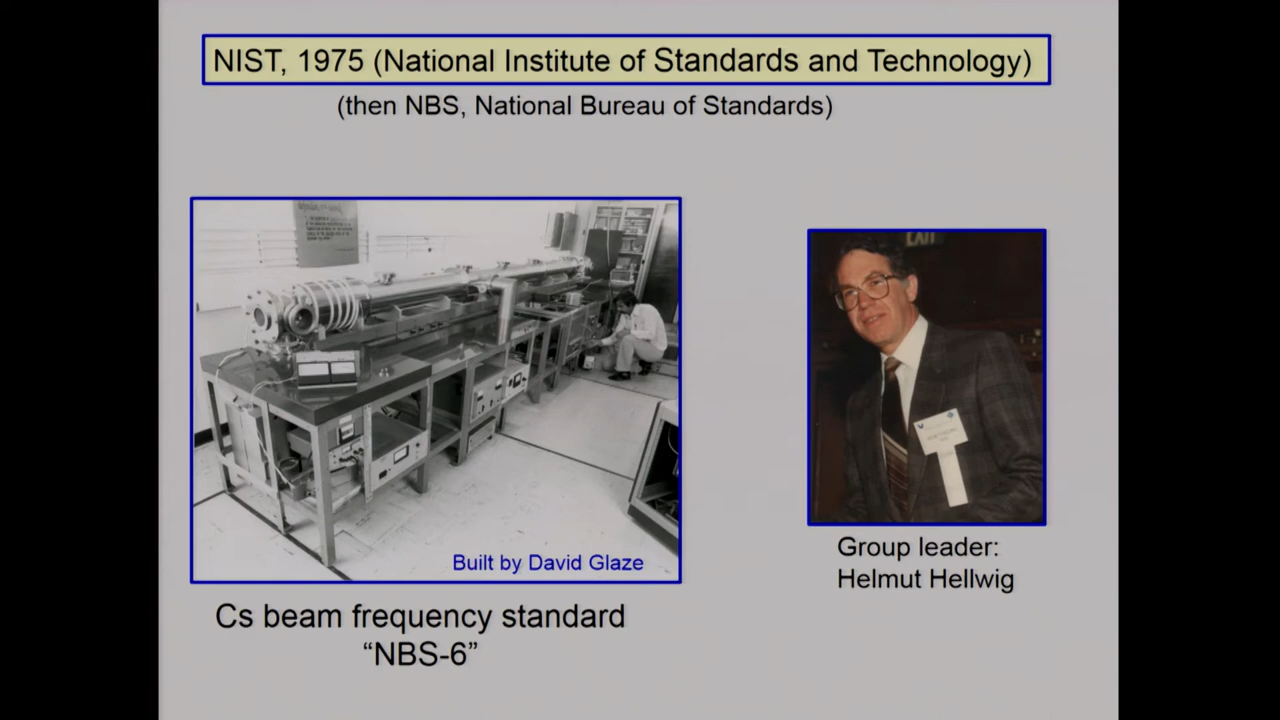 NIST, 1975 (National Institute of Standards and Technology)
(then NBS, National Bureau of Standards)
EXIT
Built by David Glaze
Group leader:
Helmut Hellwig
Cs beam frequency standard
“NBS-6”